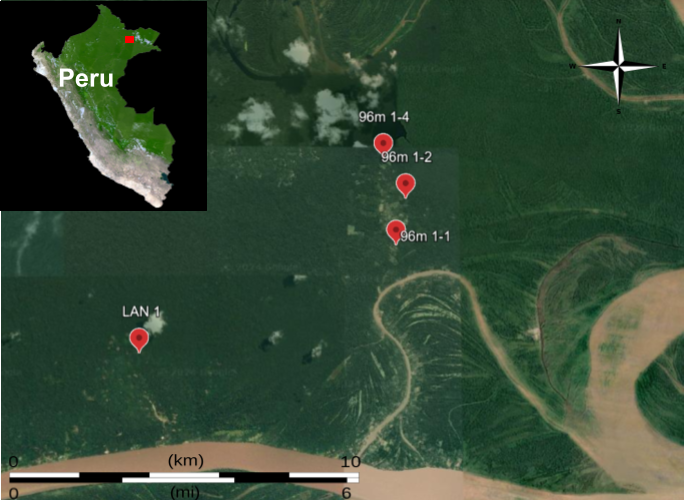 Peru
N
W E
S
96m 1-4
96m 1-2
96m 1-1
LAN 1
0 (km) 10
0 (mi) 6